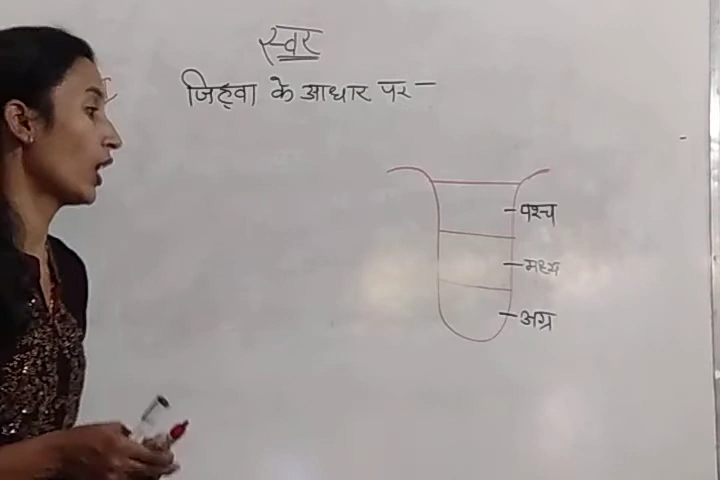 स्वर
जिह्वा के आधार पर -
पश्च
मध्य
अग्र